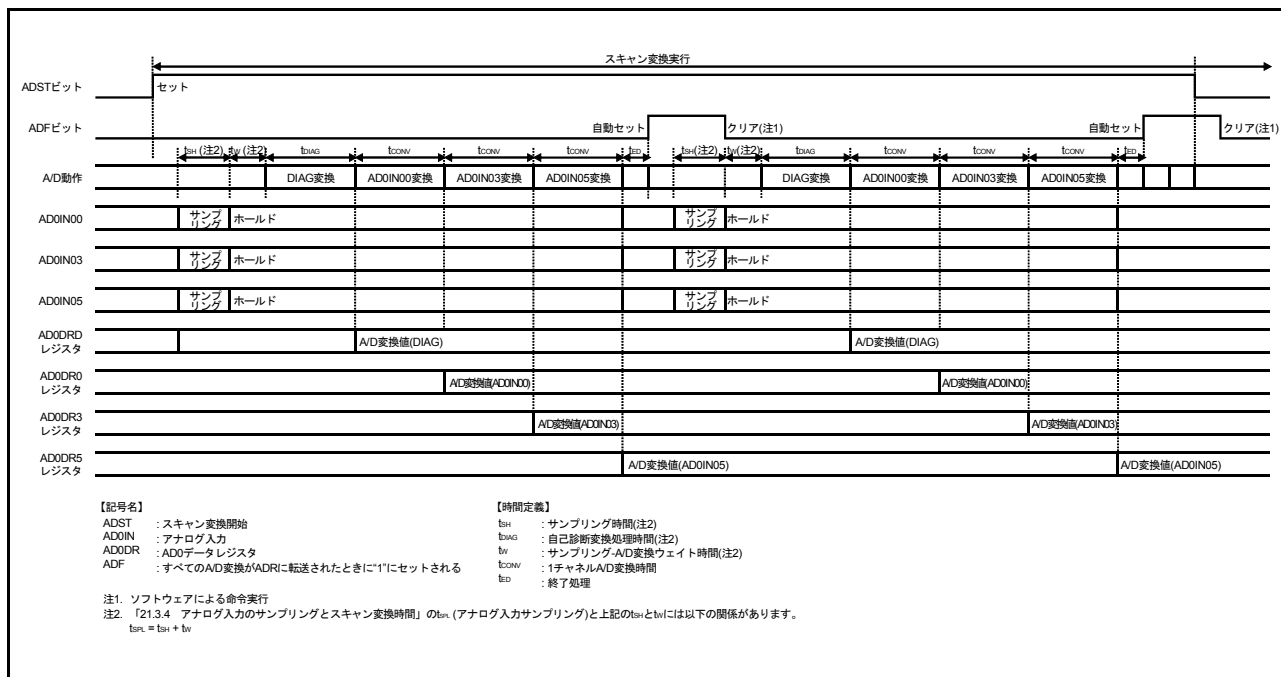 スキャン変換実行
ADSTビット
セット
ADFビット
自動セット
クリア(注1)
自動セット
クリア(注1)
tSH (注2) tW (注2) tDIAG tCONV tCONV tCONV tED tSH(注2) tW(注2) tDIAG tCONV tCONV tCONV tED
A/D動作
DIAG変換 AD0IN00変換 AD0IN03変換 AD0IN05変換 DIAG変換 AD0IN00変換 AD0IN03変換 AD0IN05変換
AD0IN00
サンプリング ホールド サンプリング ホールド
AD0IN03
サンプリング ホールド サンプリング ホールド
AD0IN05
サンプリング ホールド サンプリング ホールド
AD0DRD
レジスタ
A/D変換値(DIAG) A/D変換値(DIAG)
AD0DR0
レジスタ
A/D変換値(AD0IN00) A/D変換値(AD0IN00)
AD0DR3
レジスタ
A/D変換値(AD0IN03) A/D変換値(AD0IN03)
AD0DR5
レジスタ
A/D変換値(AD0IN05) A/D変換値(AD0IN05)
【記号名】
ADST : スキャン変換開始
AD0IN : アナログ入力
AD0DR : AD0データレジスタ
ADF : すべてのA/D変換がADRに転送されたときに“1”にセットされる
【時間定義】
tSH : サンプリング時間(注2)
tDIAG : 自己診断変換処理時間(注2)
tW : サンプリング-A/D変換ウェイト時間(注2)
tCONV : 1チャネルA/D変換時間
tED : 終了処理
注1. ソフトウェアによる命令実行
注2. 「21.3.4 アナログ入力のサンプリングとスキャン変換時間」のtSPL (アナログ入力サンプリング)と上記のtSHとtWには以下の関係があります。
tSPL = tSH + tW